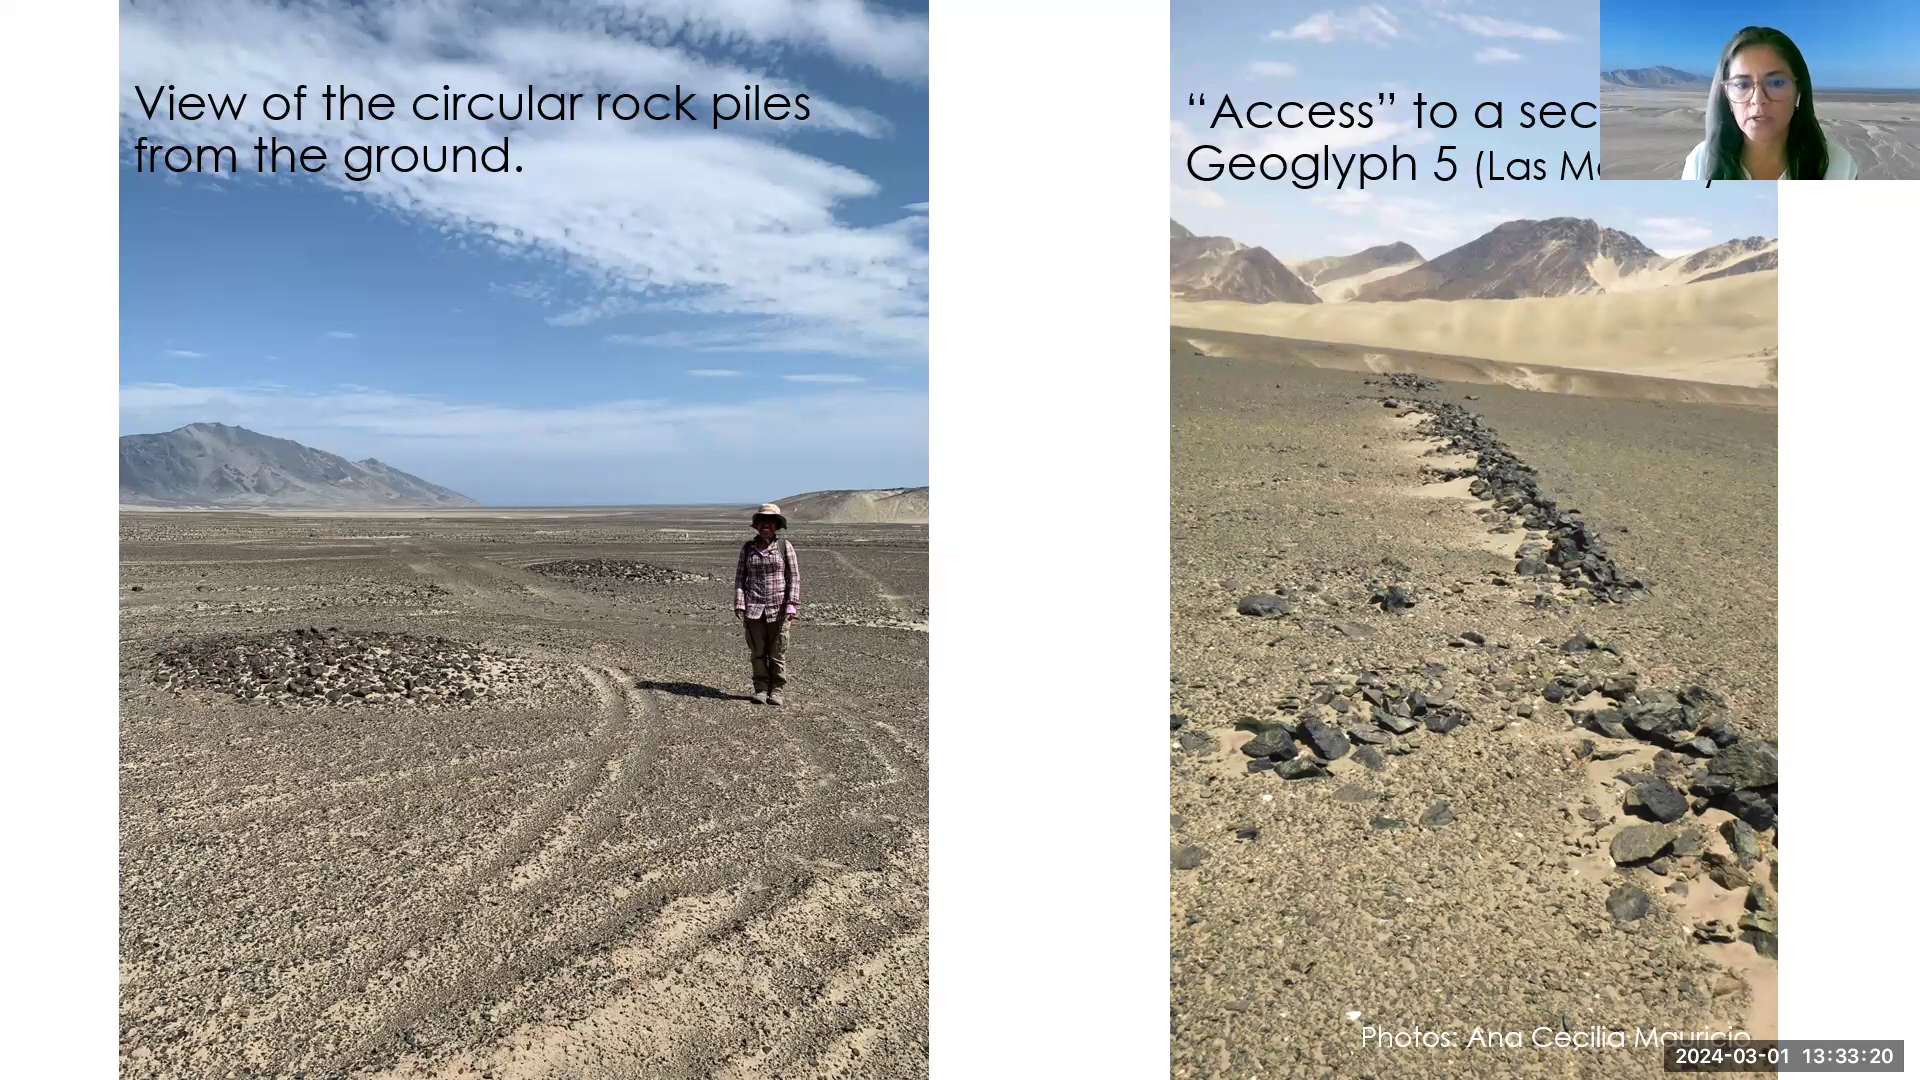 View of the circular rock piles
from the ground.
“Access” to a sec
Geoglyph 5 (Las M
Photos: Ana Cecilia Mauricio
2024-03-01 13:33:20